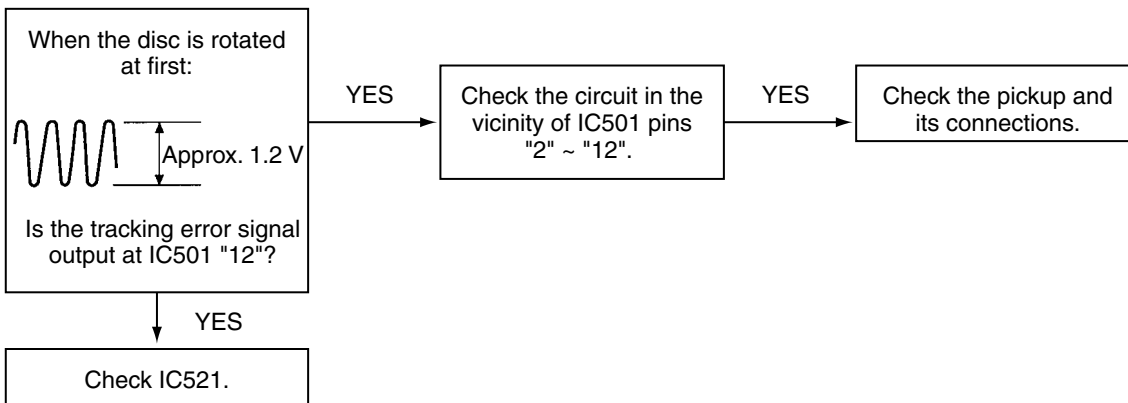 When the disc is rotated
at first:
Approx. 1.2 V
Is the tracking error signal
output at IC501 "12"?
YES
Check the circuit in the
vicinity of IC501 pins
"2" ~ "12".
YES
Check the pickup and
its connections.
YES
Check IC521.